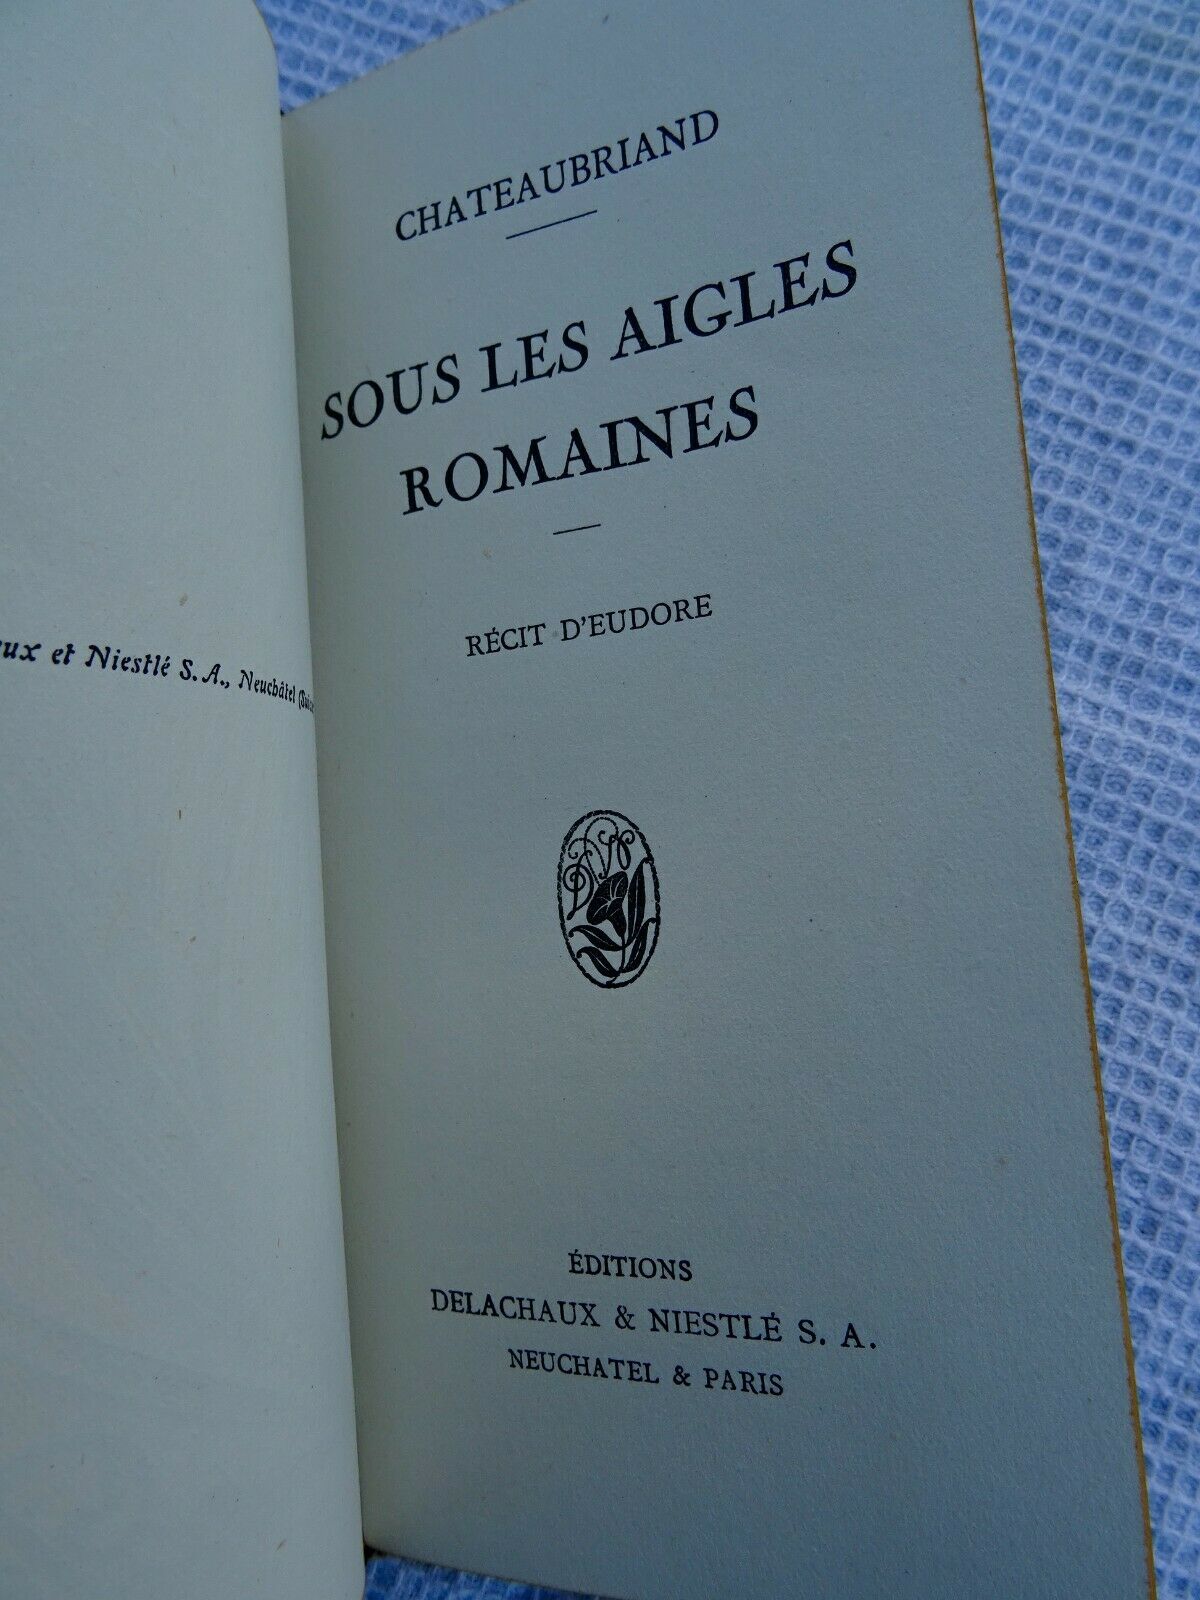 et Niestlé S. A., Neuchâtel
CHATEAUBRIAND
SOUS LES AIGLES
ROMAINES
RÉCIT D'EUDORE
ÉDITIONS
DELACHAUX & NIESTLÉ S. A.
NEUCHATEL & PARIS